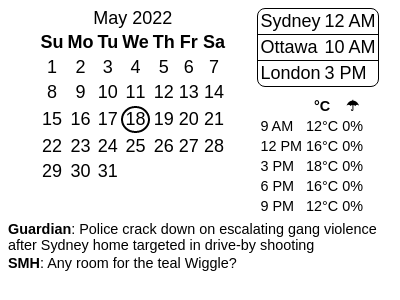 May 2022
Su Mo Tu We Th Fr Sa
1 2 3 4 5 6 7
8 9 10 11 12 13 14
15 16 17 18 19 20 21
22 23 24 25 26 27 28
29 30 31
Sydney 12 AM
Ottawa 10 AM
London 3 PM
°C ☂
9 AM 12°C 0%
12 PM 16°C 0%
3 PM 18°C 0%
6 PM 16°C 0%
9 PM 12°C 0%
Guardian: Police crack down on escalating gang violence
after Sydney home targeted in drive-by shooting
SMH: Any room for the teal Wiggle?